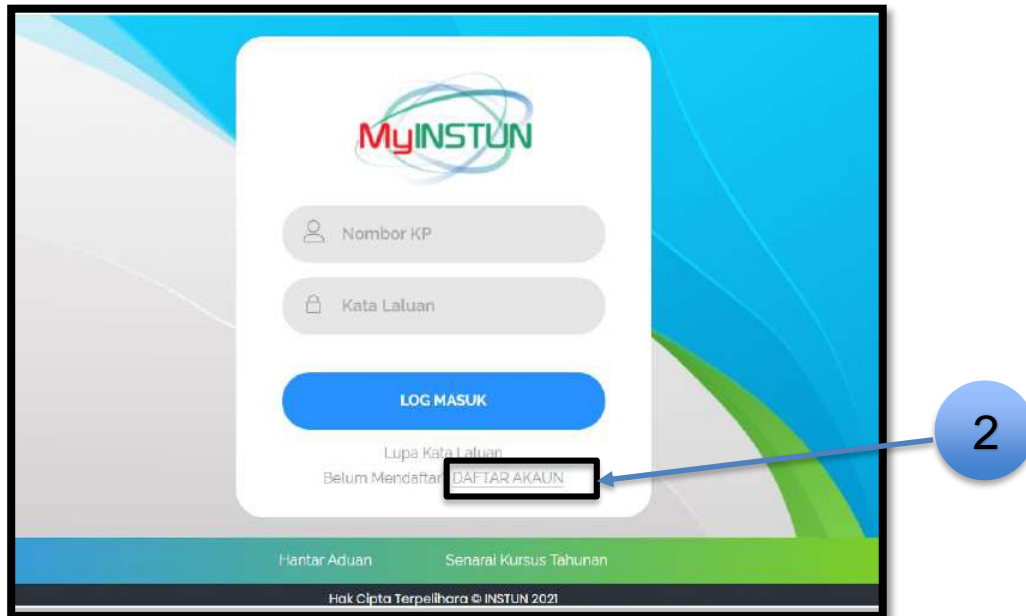 MyINSTUN
Nombor KP
Kata Laluan
LOG MASUK
Lupa Kata Laluan
Belum Mendaftar DAFTAR AKAUN
2
Hantar Aduan Senarai Kursus Tahunan
Hak Cipta Terpelihara © INSTUN 2021